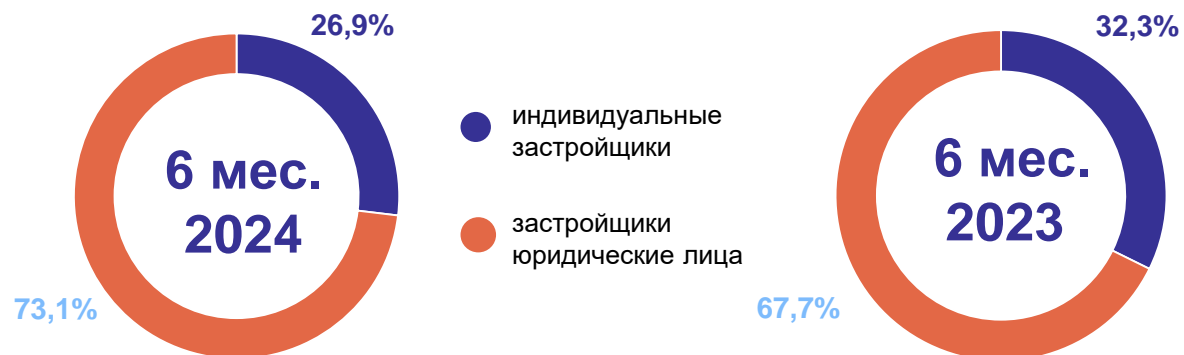 26,9%
6 мес.
2024
73,1%
индивидуальные
застройщики
застройщики
юридические лица
32,3%
6 мес.
2023
67,7%